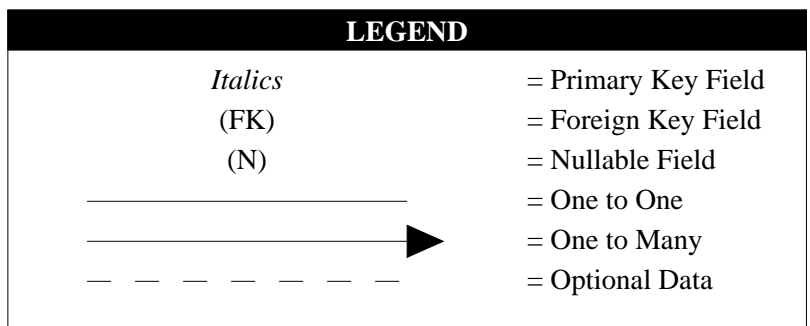 LEGEND
Italics = Primary Key Field
(FK) = Foreign Key Field
(N) = Nullable Field
= One to One
= One to Many
= Optional Data